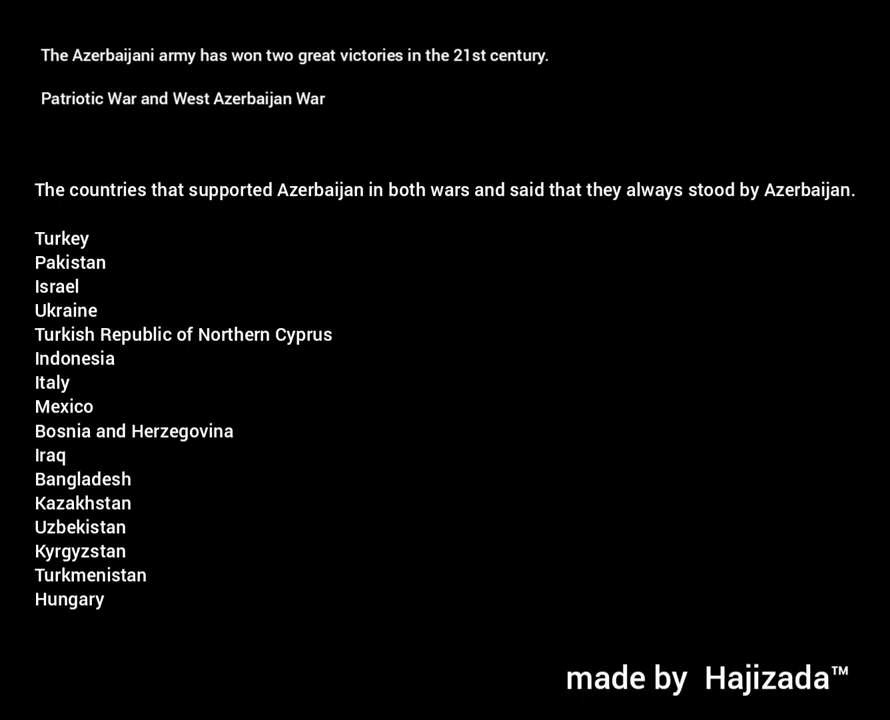 The Azerbaijani army has won two great victories in the 21st century.
Patriotic War and West Azerbaijan War
The countries that supported Azerbaijan in both wars and said that they always stood by Azerbaijan.
Turkey
Pakistan
Israel
Ukraine
Turkish Republic of Northern Cyprus
Indonesia
Italy
Mexico
Bosnia and Herzegovina
Iraq
Bangladesh
Kazakhstan
Uzbekistan
Kyrgyzstan
Turkmenistan
Hungary
made by Hajizada™